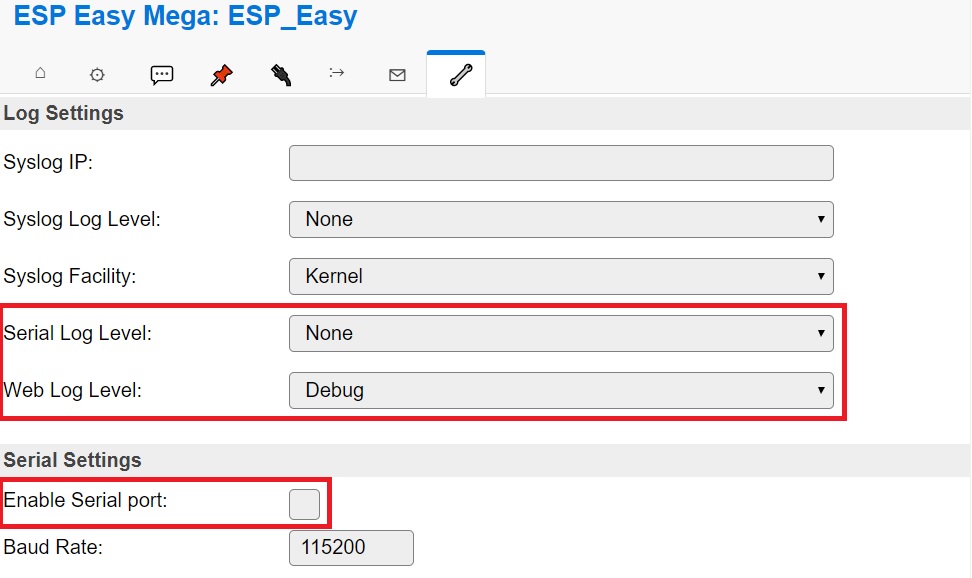 ESP Easy Mega: ESP_Easy
Log Settings
Syslog IP:
Syslog Log Level: None
Syslog Facility: Kernel
Serial Log Level: None
Web Log Level: Debug
Serial Settings
Enable Serial port:
Baud Rate: 115200